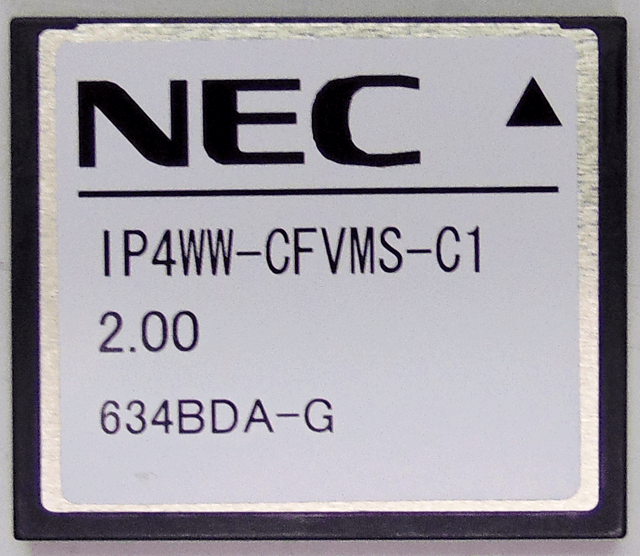 NEC
IP4WW-CFVMS-C1
2.00
634BDA-G